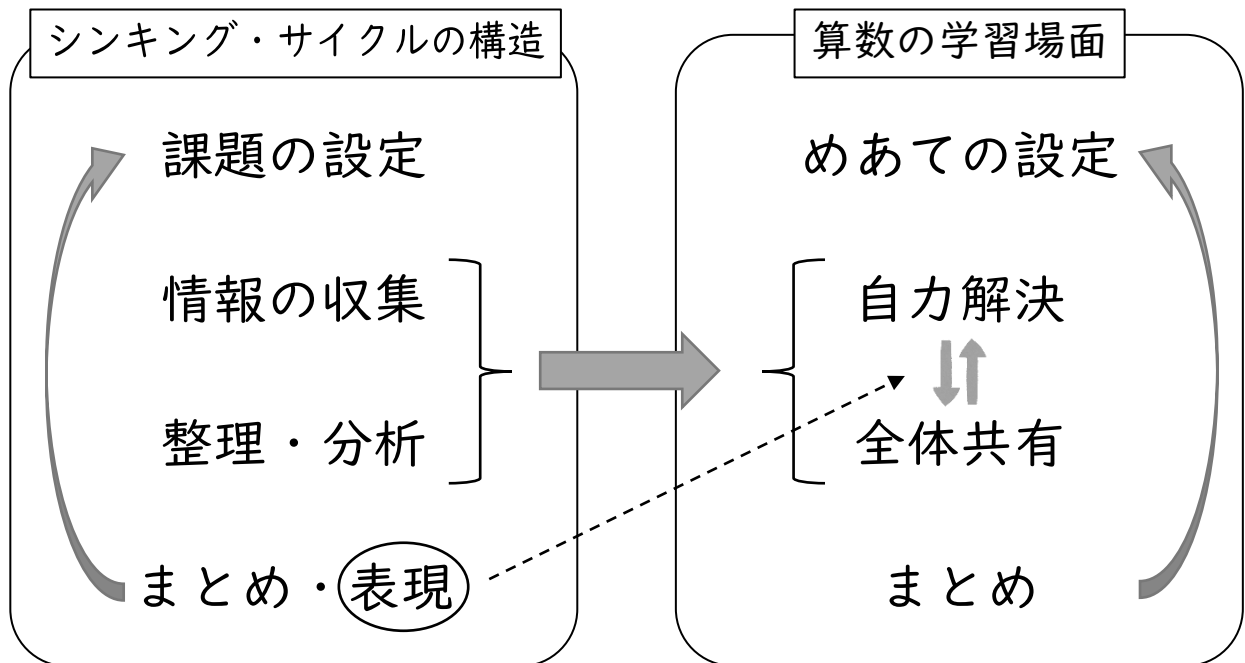 シンキング・サイクルの構造
課題の設定
情報の収集
整理・分析
まとめ・表現
算数の学習場面
めあての設定
自力解決
全体共有
まとめ